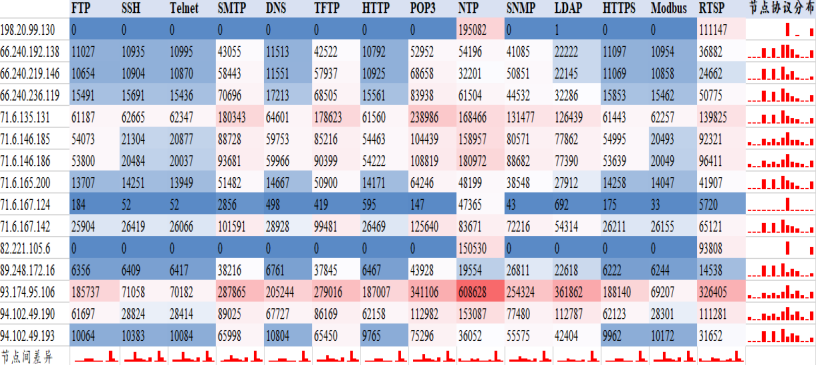 FTP SSH Telnet SMTP DNS TFTP HTTP POP3 NTP SNMP LDAP HTTPS Modbus RTSP 节点协议分布
198.20.99.130 0 0 0 0 0 0 0 0 195082 0 1 0 0 111147
66.240.192.138 11027 10935 10995 43055 11513 42522 10792 52952 54196 41085 22222 11097 10954 36882
66.240.219.146 10654 10904 10870 58443 11551 57937 10925 68658 32201 50851 22145 11069 10858 24662
66.240.236.119 15491 15691 15436 70696 17213 68505 15561 83938 61504 44532 32286 15853 15462 50775
71.6.135.131 61187 62665 62347 180343 64601 178623 61560 238986 168466 131477 126439 61443 62257 139825
71.6.146.185 54073 21304 20877 88728 59753 85216 54463 104439 158957 80571 77862 54995 20493 92321
71.6.146.186 53800 20484 20037 93681 59966 90399 54222 108819 180972 88682 77390 53639 20049 96411
71.6.165.200 13707 14251 13949 51482 14667 50900 14171 64246 48199 38548 27912 14258 14047 41907
71.6.167.124 184 52 52 2856 498 419 595 147 47365 43 692 175 33 5720
71.6.167.142 25904 26419 26066 101591 28928 99481 26469 125640 83671 72216 54314 26211 26155 65121
82.221.105.6 0 0 0 0 0 0 0 0 150530 0 0 0 0 93808
89.248.172.16 6356 6409 6417 38216 6761 37845 6467 43928 19554 26811 22618 6222 6244 14538
93.174.95.106 185737 71058 70182 287865 205244 279016 187007 341106 608628 254324 361862 188140 69207 326405
94.102.49.190 61697 28824 28414 89025 67727 86169 62158 112982 153087 77480 112787 62123 28301 111281
94.102.49.193 10064 10383 10084 65998 10804 65450 9765 75296 36052 55575 42404 9962 10172 31652
节点间差异